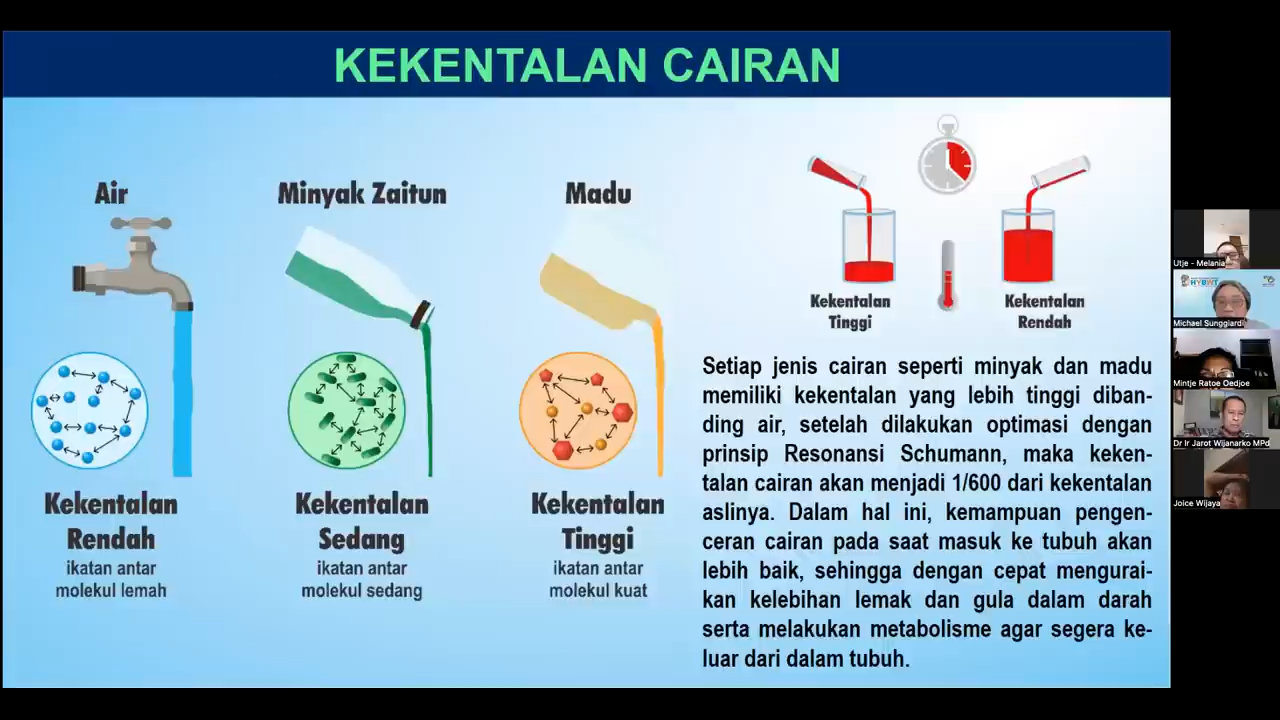 KEKENTALAN CAIRAN
Air
Minyak Zaitun
Madu
Kekentalan
Rendah
ikatan antar
molekul lemah
Kekentalan
Sedang
ikatan antar
molekul sedang
Kekentalan
Tinggi
ikatan antar
molekul kuat
Kekentalan
Tinggi
Kekentalan
Rendah
Setiap jenis cairan seperti minyak dan madu
memiliki kekentalan yang lebih tinggi diban-
ding air, setelah dilakukan optimasi dengan
prinsip Resonansi Schumann, maka keken-
talan cairan akan menjadi 1/600 dari kekentalan
aslinya. Dalam hal ini, kemampuan pengen-
ceran cairan pada saat masuk ke tubuh akan
lebih baik, sehingga dengan cepat mengurai-
kan kelebihan lemak dan gula dalam darah
serta melakukan metabolisme agar segera ke-
luar dari dalam tubuh.
Utje - Melania
HYBWT
Michael Sunggiardi
Mintje Ratoe Oedjoe
Dr Ir Jarot Wijanarko MPd
Joice Wijaya